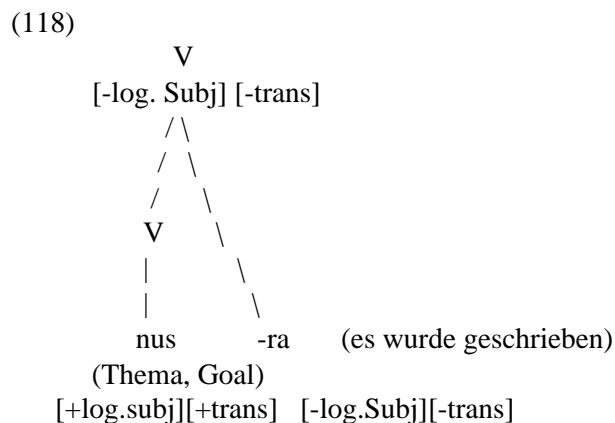 (118)
V
[-log. Subj] [-trans]
V
nus -ra (es wurde geschrieben)
(Thema, Goal)
[+log.subj][+trans] [-log.Subj][-trans]